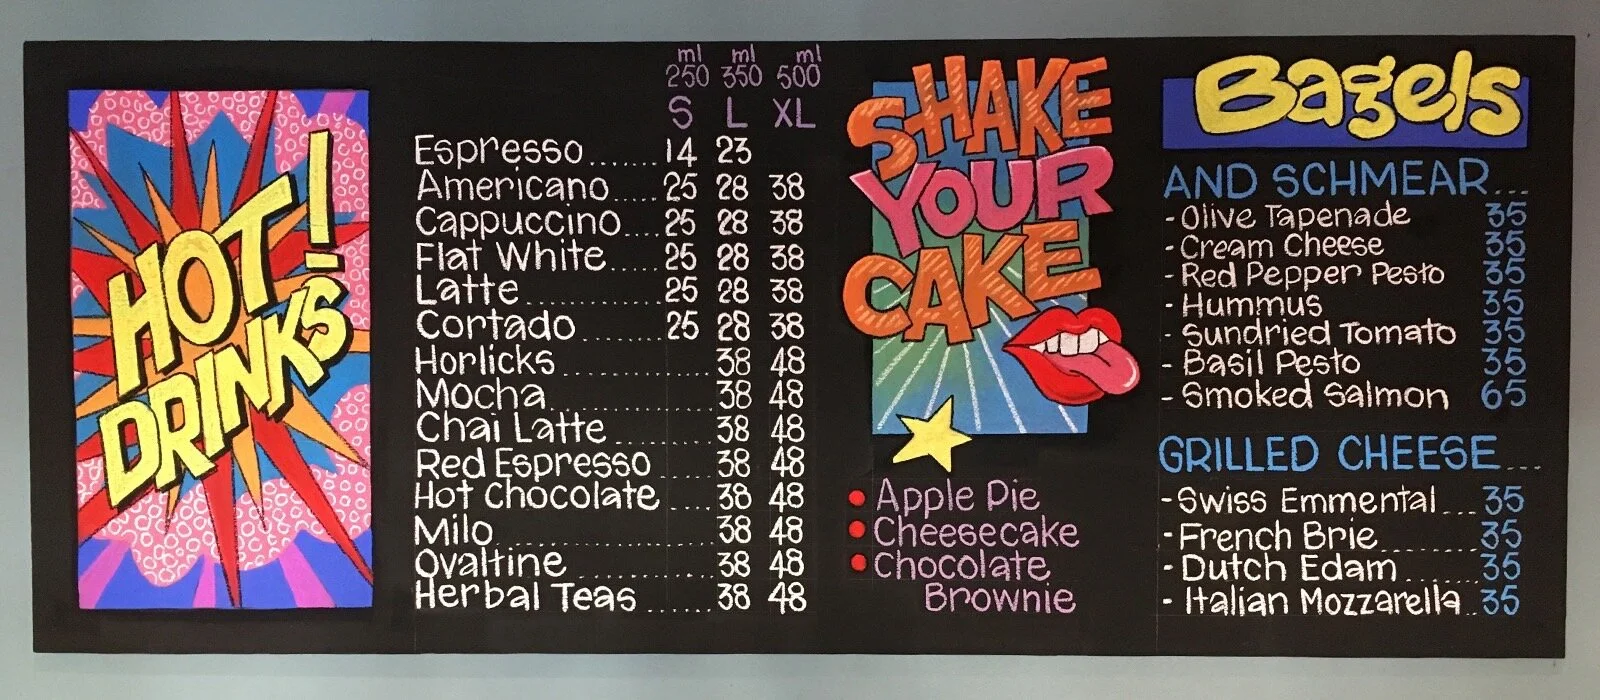 HOT!
DRINKS
ml ml ml
250 350 500
S L XL
Espresso....... 14 23
Americano...... 25 28 38
Cappuccino.... 25 28 38
Flat White..... 25 28 38
Latte............... 25 28 38
Cortado......... 25 28 38
Horlicks.................. 38 48
Mocha................... 38 48
Chai Latte........... 38 48
Red Espresso...... 38 48
Hot Chocolate..... 38 48
Milo........................ 38 48
Ovaltine................ 38 48
Herbal Teas...... 38 48
SHAKE
YOUR
CAKE
Apple Pie
Cheesecake
Chocolate
Brownie
Bagels
AND SCHMEAR...
- Olive Tapenade 35
- Cream Cheese 35
- Red Pepper Pesto 35
- Hummus 35
- Sundried Tomato 35
- Basil Pesto 35
- Smoked Salmon 65
GRILLED CHEESE...
- Swiss Emmental... 35
- French Brie.......... 35
- Dutch Edam........ 35
- Italian Mozzarella.. 35